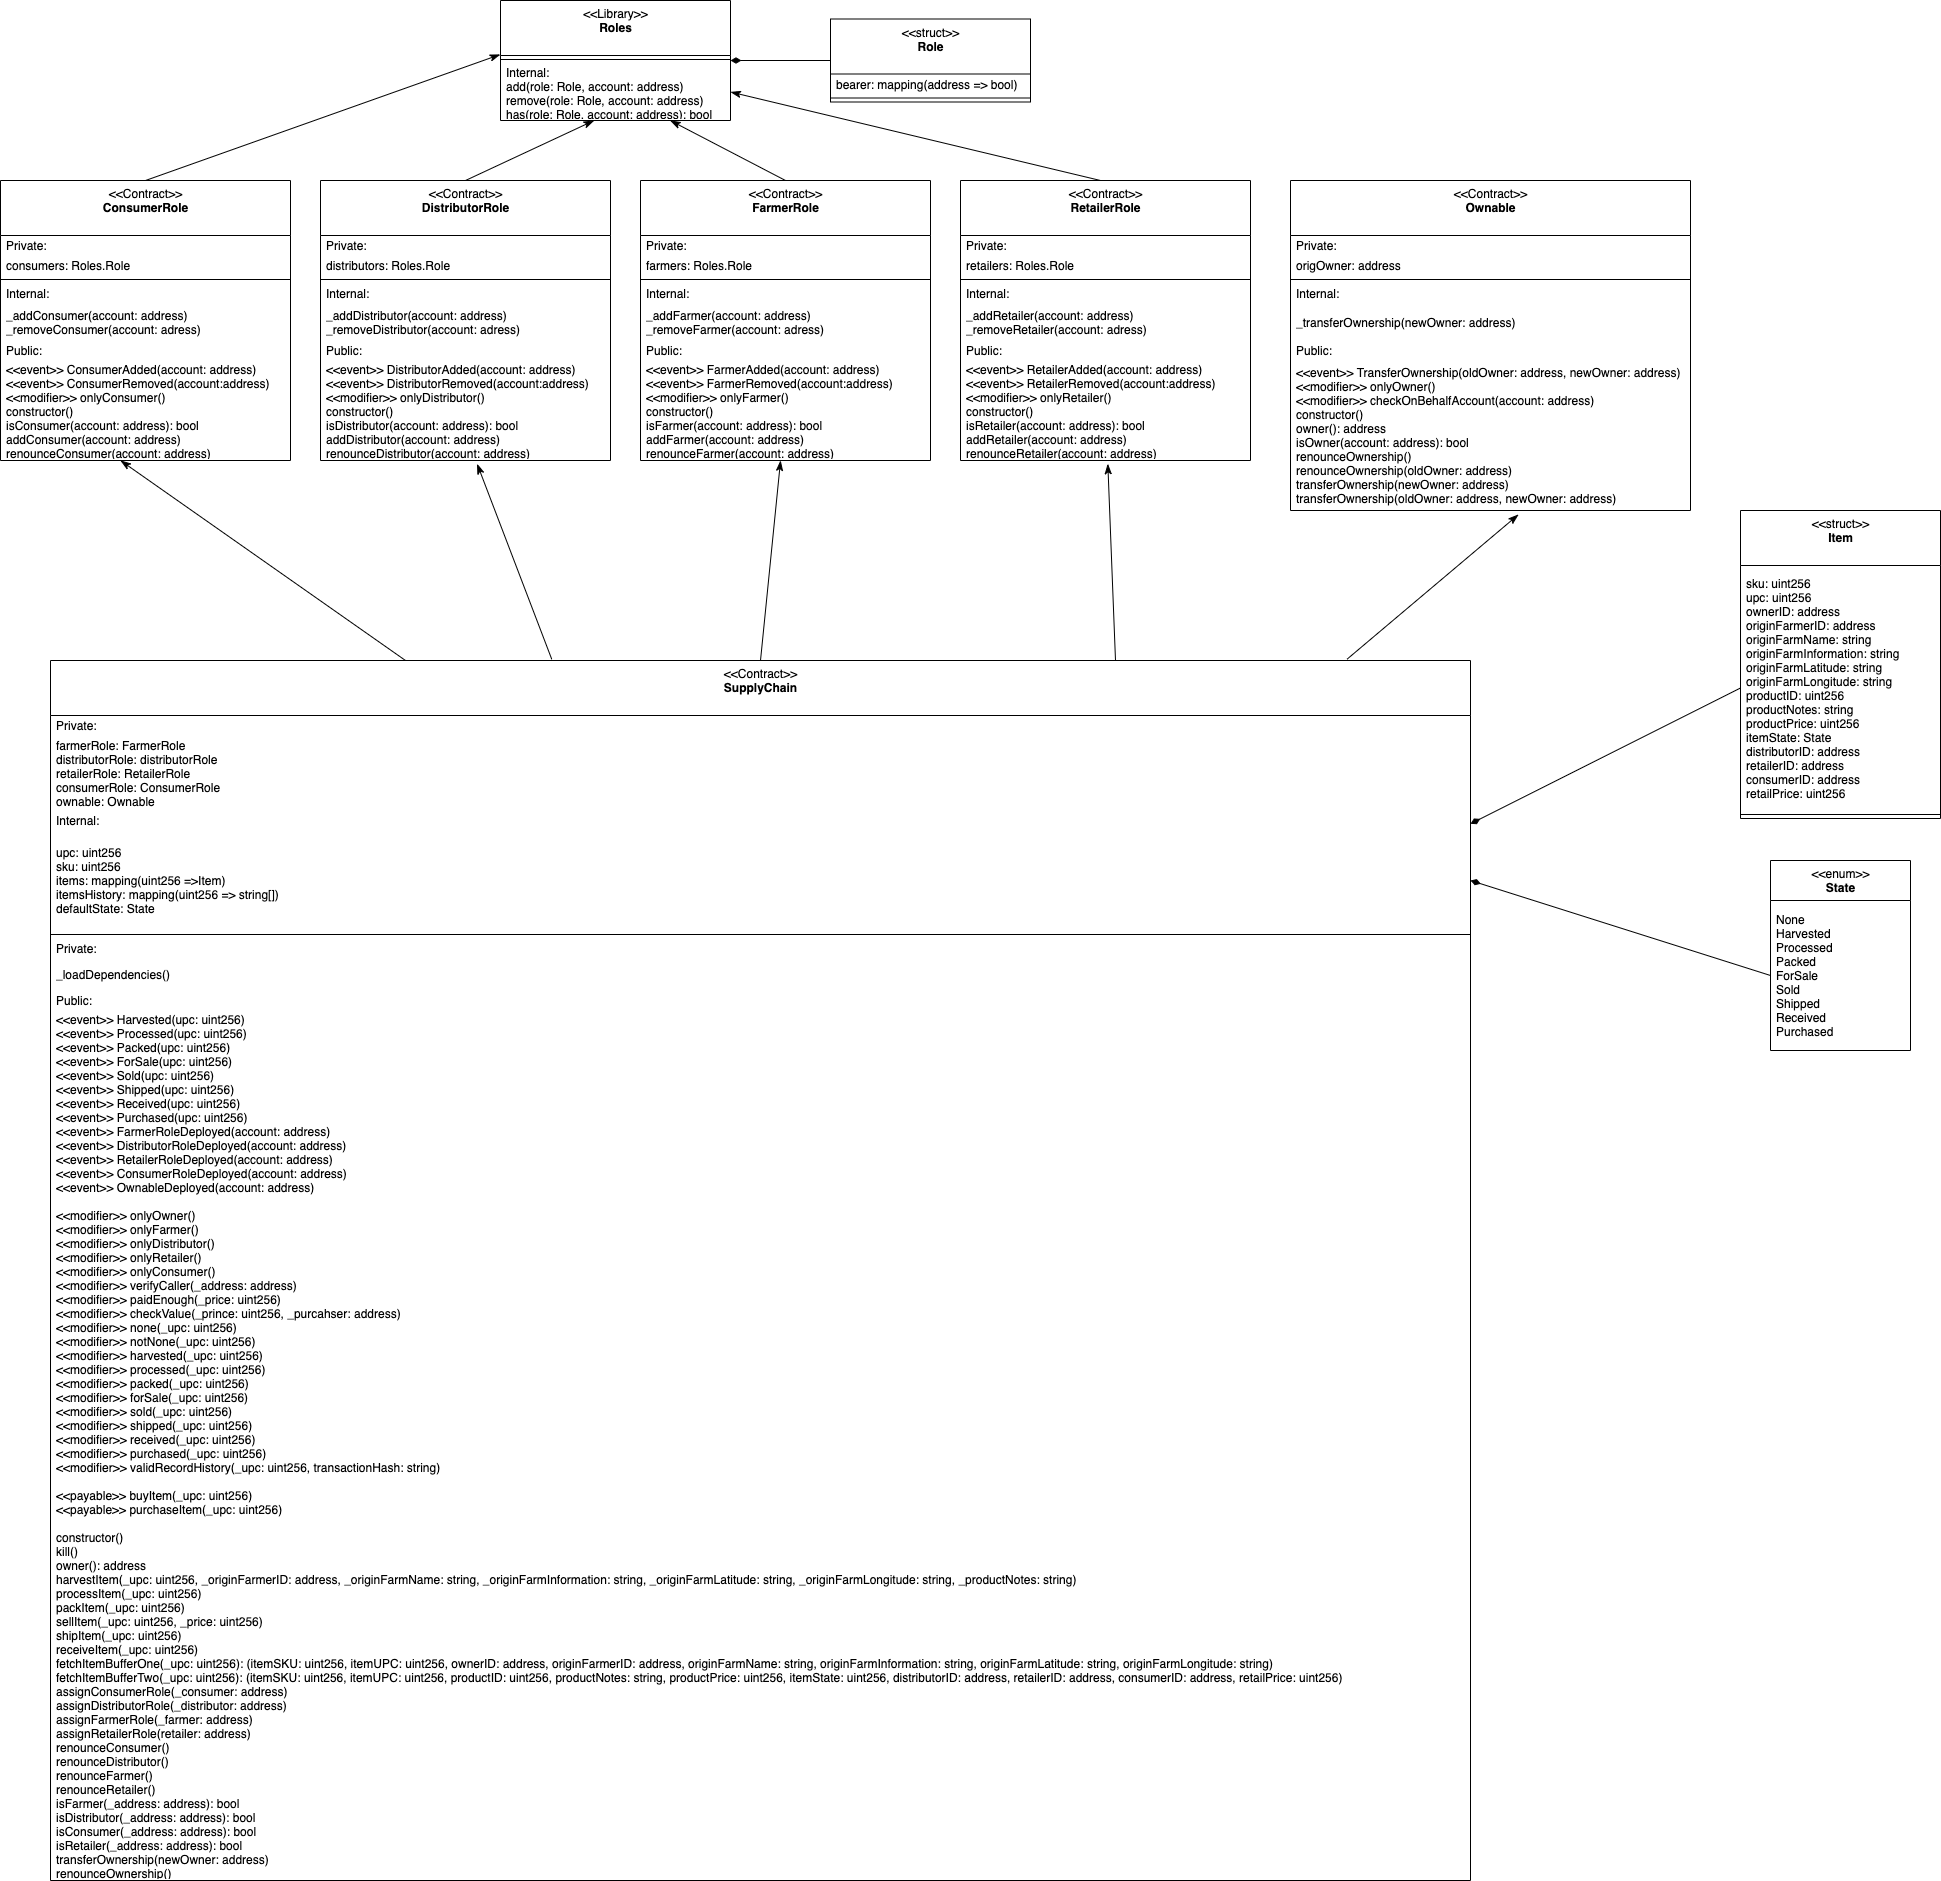 <<Library>>
Roles
Internal:
add(role: Role, account: address)
remove(role: Role, account: address)
has(role: Role, account: address): bool
<<struct>>
Role
bearer: mapping(address => bool)
<<Contract>>
ConsumerRole
Private:
consumers: Roles.Role
Internal:
_addConsumer(account: address)
_removeConsumer(account: adress)
Public:
<<event>> ConsumerAdded(account: address)
<<event>> ConsumerRemoved(account:address)
<<modifier>> onlyConsumer()
constructor()
isConsumer(account: address): bool
addConsumer(account: address)
renounceConsumer(account: address)
<<Contract>>
DistributorRole
Private:
distributors: Roles.Role
Internal:
_addDistributor(account: address)
_removeDistributor(account: adress)
Public:
<<event>> DistributorAdded(account: address)
<<event>> DistributorRemoved(account:address)
<<modifier>> onlyDistributor()
constructor()
isDistributor(account: address): bool
addDistributor(account: address)
renounceDistributor(account: address)
<<Contract>>
FarmerRole
Private:
farmers: Roles.Role
Internal:
_addFarmer(account: address)
_removeFarmer(account: adress)
Public:
<<event>> FarmerAdded(account: address)
<<event>> FarmerRemoved(account:address)
<<modifier>> onlyFarmer()
constructor()
isFarmer(account: address): bool
addFarmer(account: address)
renounceFarmer(account: address)
<<Contract>>
RetailerRole
Private:
retailers: Roles.Role
Internal:
_addRetailer(account: address)
_removeRetailer(account: adress)
Public:
<<event>> RetailerAdded(account: address)
<<event>> RetailerRemoved(account:address)
<<modifier>> onlyRetailer()
constructor()
isRetailer(account: address): bool
addRetailer(account: address)
renounceRetailer(account: address)
<<Contract>>
Ownable
Private:
origOwner: address
Internal:
_transferOwnership(newOwner: address)
Public:
<<event>> TransferOwnership(oldOwner: address, newOwner: address)
<<modifier>> onlyOwner()
<<modifier>> checkOnBehalfAccount(account: address)
constructor()
owner(): address
isOwner(account: address): bool
renounceOwnership()
renounceOwnership(oldOwner: address)
transferOwnership(newOwner: address)
transferOwnership(oldOwner: address, newOwner: address)
<<struct>>
Item
sku: uint256
upc: uint256
ownerID: address
originFarmerID: address
originFarmName: string
originFarmInformation: string
originFarmLatitude: string
originFarmLongitude: string
productID: uint256
productNotes: string
productPrice: uint256
itemState: State
distributorID: address
retailerID: address
consumerID: address
retailPrice: uint256
<<enum>>
State
None
Harvested
Processed
Packed
ForSale
Sold
Shipped
Received
Purchased
<<Contract>>
SupplyChain
Private:
farmerRole: FarmerRole
distributorRole: distributorRole
retailerRole: RetailerRole
consumerRole: ConsumerRole
ownable: Ownable
Internal:
upc: uint256
sku: uint256
items: mapping(uint256 =>Item)
itemsHistory: mapping(uint256 => string[])
defaultState: State
Private:
_loadDependencies()
Public:
<<event>> Harvested(upc: uint256)
<<event>> Processed(upc: uint256)
<<event>> Packed(upc: uint256)
<<event>> ForSale(upc: uint256)
<<event>> Sold(upc: uint256)
<<event>> Shipped(upc: uint256)
<<event>> Received(upc: uint256)
<<event>> Purchased(upc: uint256)
<<event>> FarmerRoleDeployed(account: address)
<<event>> DistributorRoleDeployed(account: address)
<<event>> RetailerRoleDeployed(account: address)
<<event>> ConsumerRoleDeployed(account: address)
<<event>> OwnableDeployed(account: address)
<<modifier>> onlyOwner()
<<modifier>> onlyFarmer()
<<modifier>> onlyDistributor()
<<modifier>> onlyRetailer()
<<modifier>> onlyConsumer()
<<modifier>> verifyCaller(_address: address)
<<modifier>> paidEnough(_price: uint256)
<<modifier>> checkValue(_prince: uint256, _purcahser: address)
<<modifier>> none(_upc: uint256)
<<modifier>> notNone(_upc: uint256)
<<modifier>> harvested(_upc: uint256)
<<modifier>> processed(_upc: uint256)
<<modifier>> packed(_upc: uint256)
<<modifier>> forSale(_upc: uint256)
<<modifier>> sold(_upc: uint256)
<<modifier>> shipped(_upc: uint256)
<<modifier>> received(_upc: uint256)
<<modifier>> purchased(_upc: uint256)
<<modifier>> validRecordHistory(_upc: uint256, transactionHash: string)
<<payable>> buyItem(_upc: uint256)
<<payable>> purchaseItem(_upc: uint256)
constructor()
kill()
owner(): address
harvestItem(_upc: uint256, _originFarmerID: address, _originFarmName: string, _originFarmInformation: string, _originFarmLatitude: string, _originFarmLongitude: string, _productNotes: string)
processItem(_upc: uint256)
packItem(_upc: uint256)
sellItem(_upc: uint256, _price: uint256)
shipItem(_upc: uint256)
receiveItem(_upc: uint256)
fetchItemBufferOne(_upc: uint256): (itemSKU: uint256, itemUPC: uint256, ownerID: address, originFarmerID: address, originFarmName: string, originFarmInformation: string, originFarmLatitude: string, originFarmLongitude: string)
fetchItemBufferTwo(_upc: uint256): (itemSKU: uint256, itemUPC: uint256, productID: uint256, productNotes: string, productPrice: uint256, itemState: uint256, distributorID: address, retailerID: address, consumerID: address, retailPrice: uint256)
assignConsumerRole(_consumer: address)
assignDistributorRole(_distributor: address)
assignFarmerRole(_farmer: address)
assignRetailerRole(retailer: address)
renounceConsumer()
renounceDistributor()
renounceFarmer()
renounceRetailer()
isFarmer(_address: address): bool
isDistributor(_address: address): bool
isConsumer(_address: address): bool
isRetailer(_address: address): bool
transferOwnership(newOwner: address)
renounceOwnership()